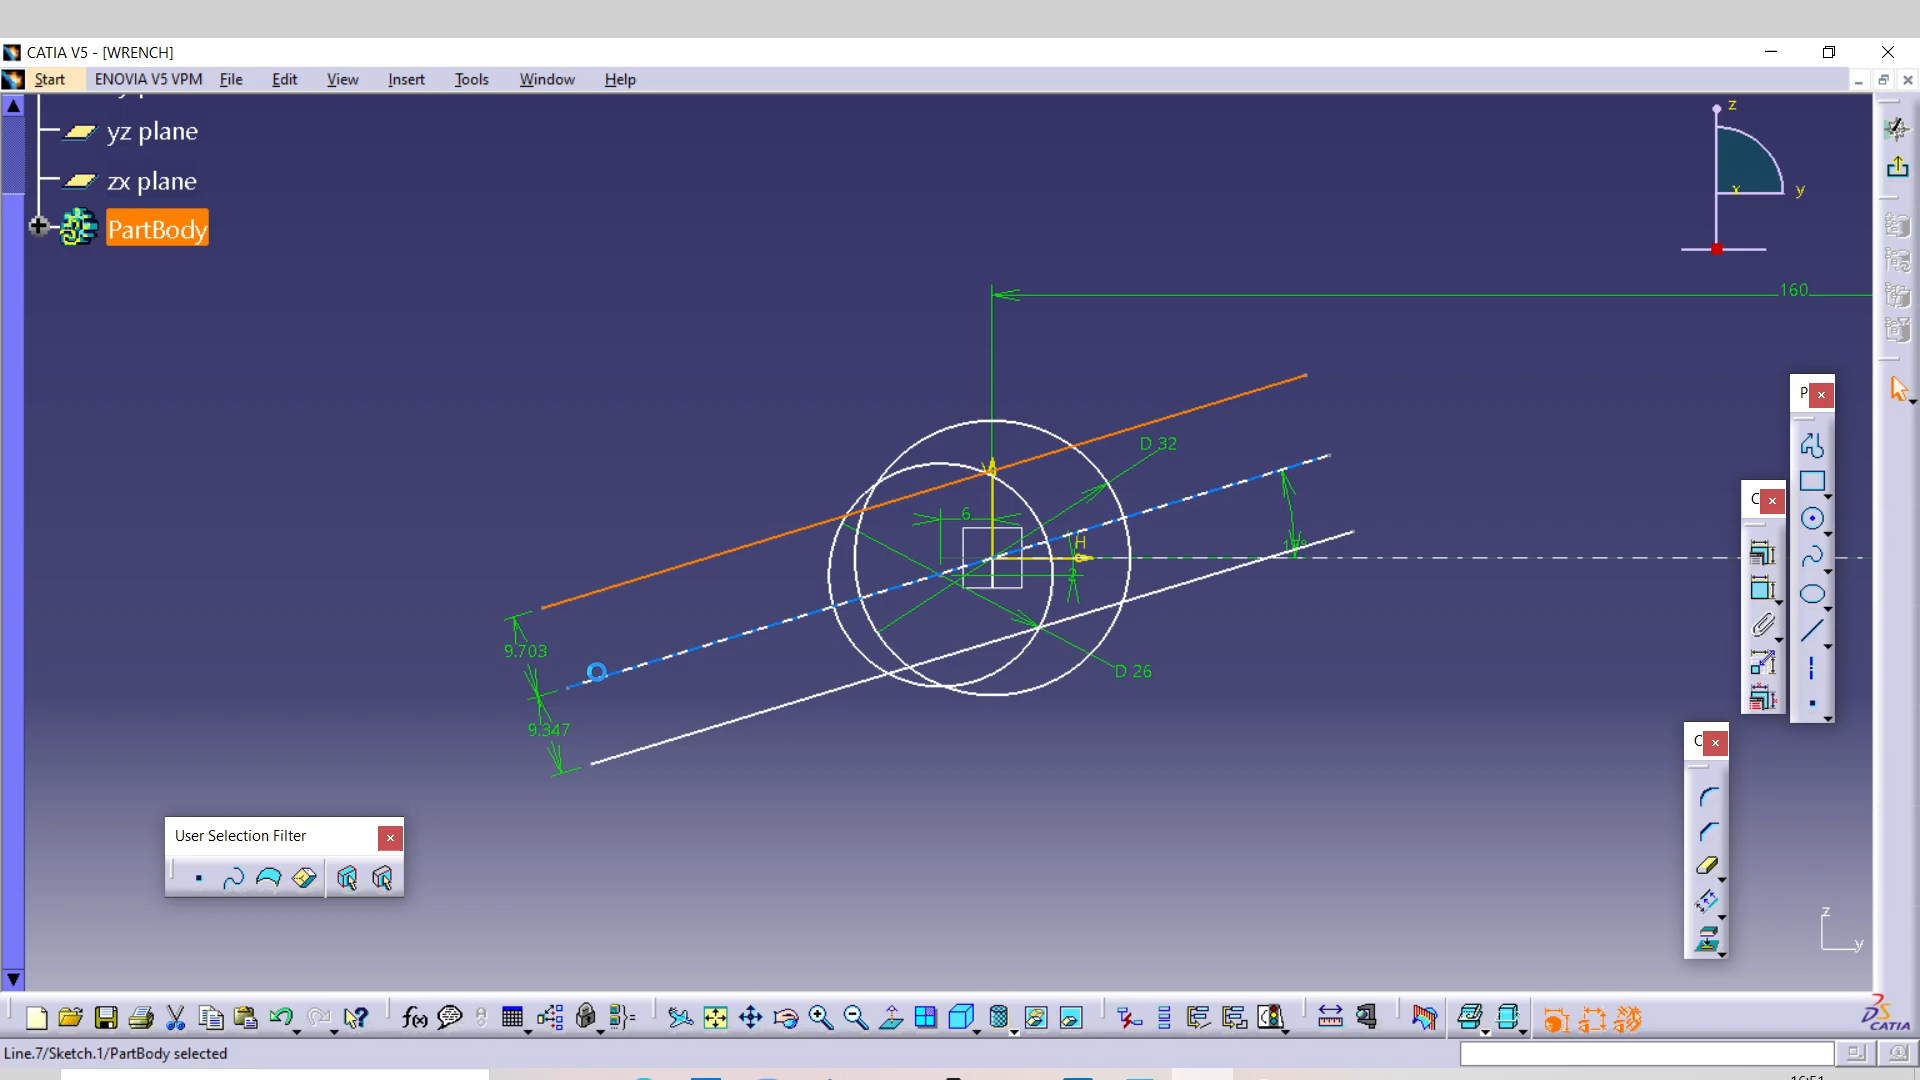 CATIA V5 - [WRENCH]
Start ENOVIA V5 VPM File Edit View Insert Tools Window Help
yz plane
zx plane
PartBody
z
x
y
160
D 32
6
H
2
D 26
9.703
9.347
P
C
C
User Selection Filter
z
y
f(x)
CATIA
Line.7/Sketch.1/PartBody selected